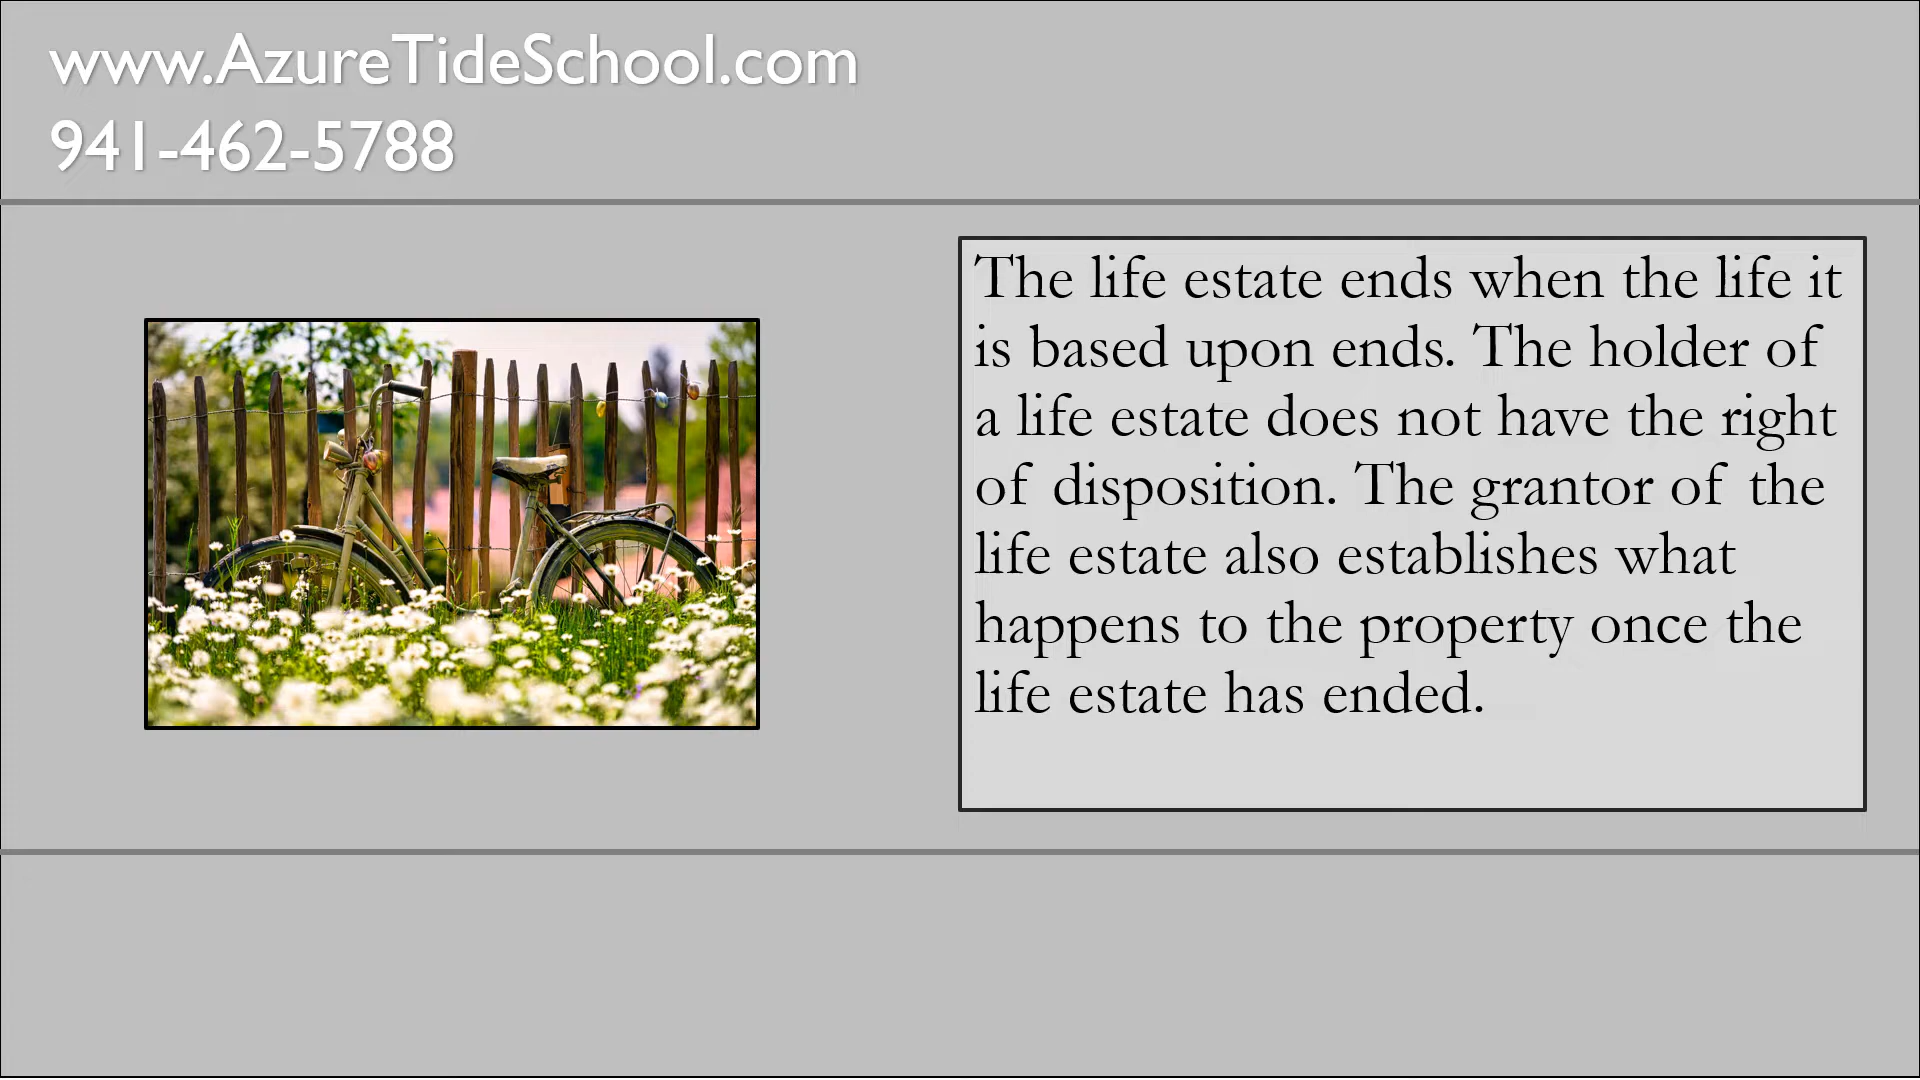 www.AzureTideSchool.com
941-462-5788
The life estate ends when the life it
is based upon ends. The holder of
a life estate does not have the right
of disposition. The grantor of the
life estate also establishes what
happens to the property once the
life estate has ended.